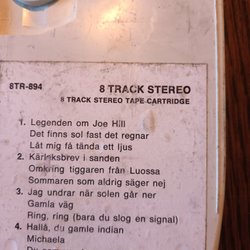 8TR-894
8 TRACK STEREO
8 TRACK STEREO TAPE CARTRIDGE
1. Legenden om Joe Hill
Det finns sol fast det regnar
Låt mig få tända ett ljus
2. Kärleksbrev i sanden
Omkring tiggaren från Luossa
Sommaren som aldrig säger nej
3. Jag undrar när solen går ner
Gamla väg
Ring, ring (bara du slog en signal)
4. Hallå, du gamle indian
Michaela